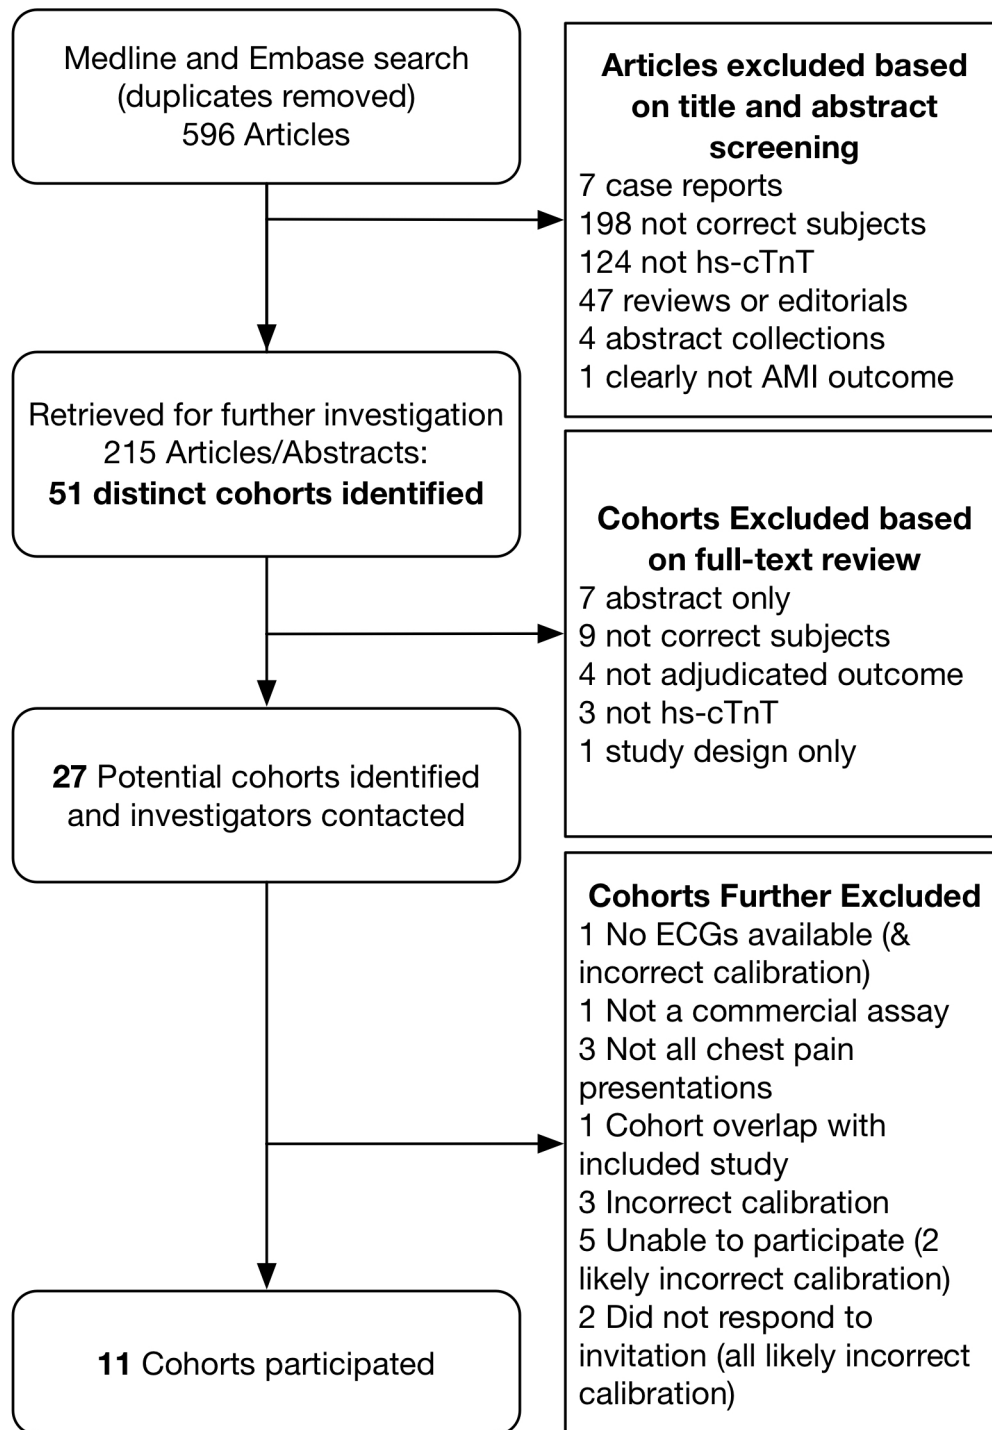 Medline and Embase search
(duplicates removed)
596 Articles
Articles excluded based
on title and abstract
screening
7 case reports
198 not correct subjects
124 not hs-cTnT
47 reviews or editorials
4 abstract collections
1 clearly not AMI outcome
Retrieved for further investigation
215 Articles/Abstracts:
51 distinct cohorts identified
Cohorts Excluded based
on full-text review
7 abstract only
9 not correct subjects
4 not adjudicated outcome
3 not hs-cTnT
1 study design only
27 Potential cohorts identified
and investigators contacted
Cohorts Further Excluded
1 No ECGs available (&
incorrect calibration)
1 Not a commercial assay
3 Not all chest pain
presentations
1 Cohort overlap with
included study
3 Incorrect calibration
5 Unable to participate (2
likely incorrect calibration)
2 Did not respond to
invitation (all likely incorrect
calibration)
11 Cohorts participated